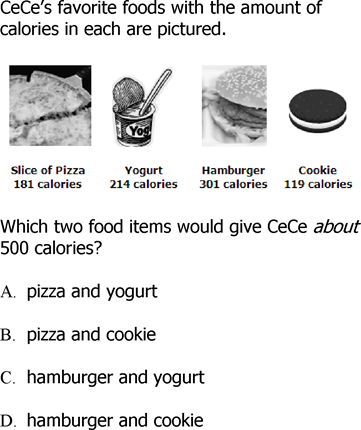 CeCe's favorite foods with the amount of
calories in each are pictured.
Yog
Slice of Pizza Yogurt Hamburger Cookie
181 calories 214 calories 301 calories 119 calories
Which two food items would give CeCe about
500 calories?
A. pizza and yogurt
B. pizza and cookie
C. hamburger and yogurt
D. hamburger and cookie